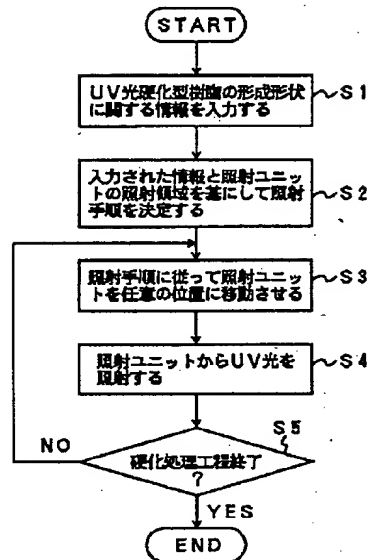 START
UV光硬化型樹脂の形成形状
に関する情報を入力する
S1
入力された情報と照射ユニッ
トの照射領域を基にして照射
手順を決定する
S2
照射手順に従って照射ユニッ
トを任意の位置に移動させる
S3
照射ユニットからUV光を
照射する
S4
S5
硬化処理工程終了
?
NO
YES
END